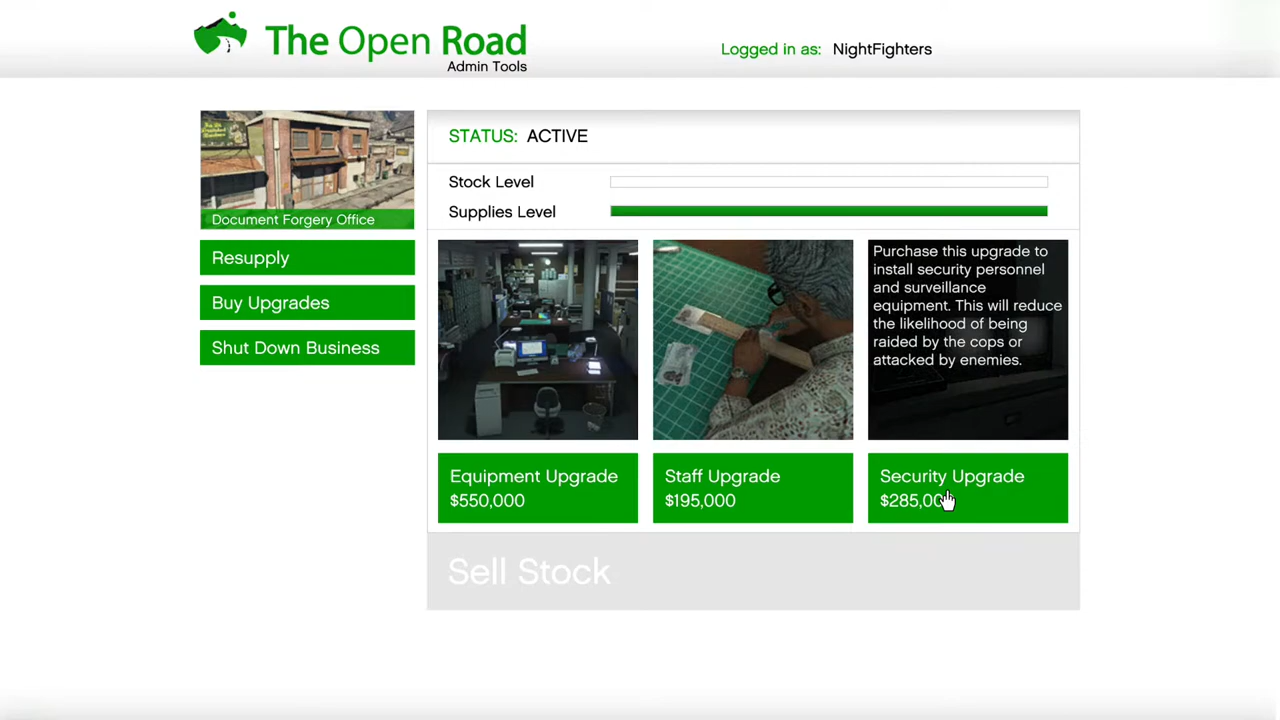 The Open Road
Admin Tools
Logged in as: NightFighters
Document Forgery Office
Resupply
Buy Upgrades
Shut Down Business
STATUS: ACTIVE
Stock Level
Supplies Level
Purchase this upgrade to
install security personnel
and surveillance
equipment. This will reduce
the likelihood of being
raided by the cops or
attacked by enemies.
Equipment Upgrade
$550,000
Staff Upgrade
$195,000
Security Upgrade
$285,000
Sell Stock